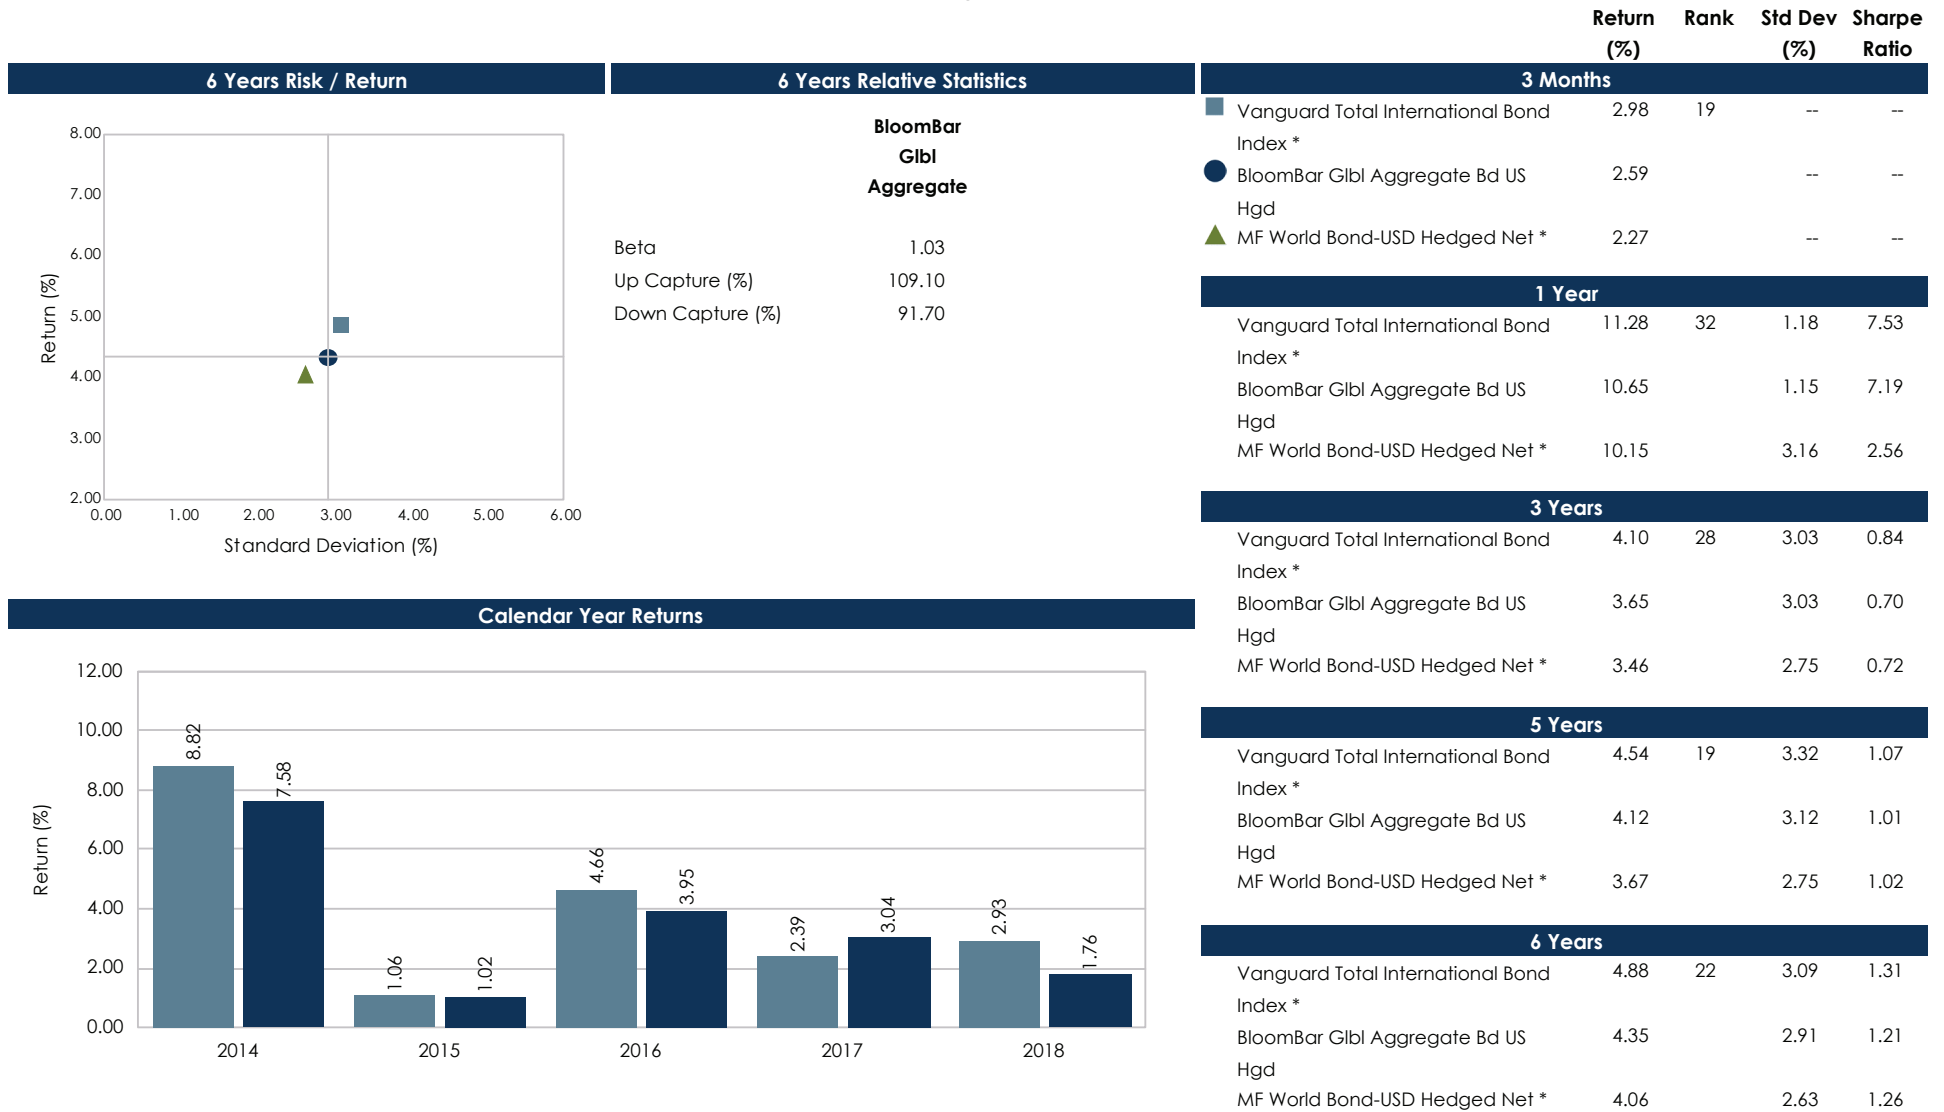 Return Rank Std Dev Sharpe
(%) (%) Ratio
6 Years Risk / Return
8.00
7.00
6.00
5.00
4.00
3.00
2.00
0.00 1.00 2.00 3.00 4.00 5.00 6.00
Return (%)
Standard Deviation (%)
6 Years Relative Statistics
BloomBar
Glbl
Aggregate
Beta 1.03
Up Capture (%) 109.10
Down Capture (%) 91.70
Calendar Year Returns
12.00
10.00
8.00
6.00
4.00
2.00
0.00
Return (%)
8.82 7.58 1.06 1.02 4.66 3.95 2.39 3.04 2.93 1.76
2014 2015 2016 2017 2018
3 Months
Vanguard Total International Bond 2.98 19 -- --
Index *
BloomBar Glbl Aggregate Bd US 2.59 -- --
Hgd
MF World Bond-USD Hedged Net * 2.27 -- --
1 Year
Vanguard Total International Bond 11.28 32 1.18 7.53
Index *
BloomBar Glbl Aggregate Bd US 10.65 1.15 7.19
Hgd
MF World Bond-USD Hedged Net * 10.15 3.16 2.56
3 Years
Vanguard Total International Bond 4.10 28 3.03 0.84
Index *
BloomBar Glbl Aggregate Bd US 3.65 3.03 0.70
Hgd
MF World Bond-USD Hedged Net * 3.46 2.75 0.72
5 Years
Vanguard Total International Bond 4.54 19 3.32 1.07
Index *
BloomBar Glbl Aggregate Bd US 4.12 3.12 1.01
Hgd
MF World Bond-USD Hedged Net * 3.67 2.75 1.02
6 Years
Vanguard Total International Bond 4.88 22 3.09 1.31
Index *
BloomBar Glbl Aggregate Bd US 4.35 2.91 1.21
Hgd
MF World Bond-USD Hedged Net * 4.06 2.63 1.26